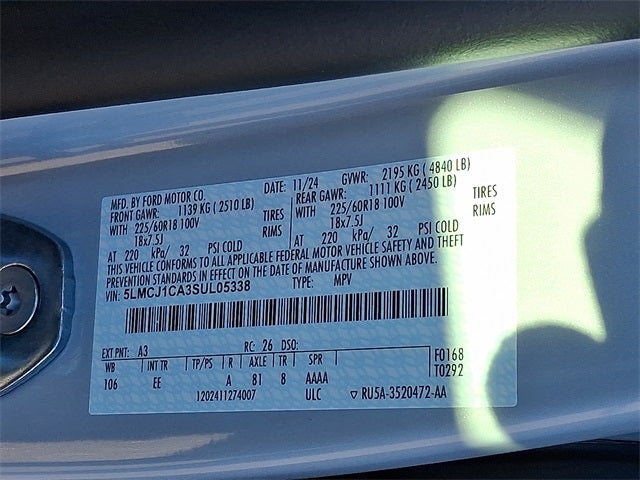 MFD. BY FORD MOTOR CO.
DATE: 11/24 GVWR: 2195 KG ( 4840 LB)
FRONT GAWR: 1139 KG ( 2510 LB) REAR GAWR: 1111 KG ( 2450 LB)
WITH 225/60R18 100V TIRES WITH 225/60R18 100V TIRES
18x7.5J RIMS 18x7.5J RIMS
AT 220 kPa/ 32 PSI COLD AT 220 kPa/ 32 PSI COLD
THIS VEHICLE CONFORMS TO ALL APPLICABLE FEDERAL MOTOR VEHICLE SAFETY AND THEFT
PREVENTION STANDARDS IN EFFECT ON THE DATE OF MANUFACTURE SHOWN ABOVE.
VIN: 5LMCJ1CA3SUL05338 TYPE: MPV
EXT PNT: A3 RC: 26 DSO: F0168
WB INT TR TP/PS R AXLE TR SPR T0292
106 EE A 81 8 AAAA
1202411274007 ULC ▽ RU5A-3520472-AA